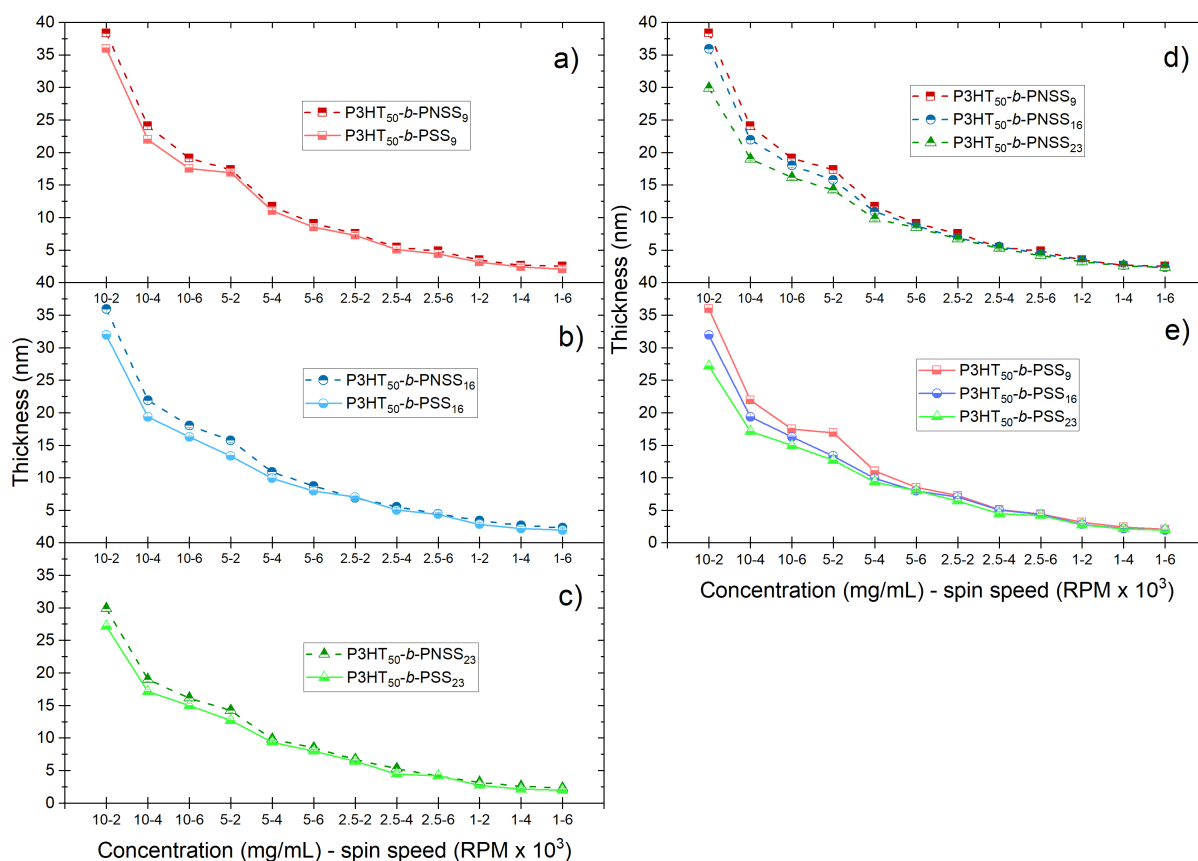 a)
40
35
30
25
20
15
10
5
P3HT50-b-PNSS9
P3HT50-b-PSS9
10-2 10-4 10-6 5-2 5-4 5-6 2.5-2 2.5-4 2.5-6 1-2 1-4 1-6
b)
40
35
30
25
20
15
10
5
P3HT50-b-PNSS16
P3HT50-b-PSS16
Thickness (nm)
10-2 10-4 10-6 5-2 5-4 5-6 2.5-2 2.5-4 2.5-6 1-2 1-4 1-6
c)
40
35
30
25
20
15
10
5
0
P3HT50-b-PNSS23
P3HT50-b-PSS23
10-2 10-4 10-6 5-2 5-4 5-6 2.5-2 2.5-4 2.5-6 1-2 1-4 1-6
Concentration (mg/mL) - spin speed (RPM x 10³)
d)
40
35
30
25
20
15
10
5
P3HT50-b-PNSS9
P3HT50-b-PNSS16
P3HT50-b-PNSS23
Thickness (nm)
10-2 10-4 10-6 5-2 5-4 5-6 2.5-2 2.5-4 2.5-6 1-2 1-4 1-6
e)
40
35
30
25
20
15
10
5
0
P3HT50-b-PSS9
P3HT50-b-PSS16
P3HT50-b-PSS23
10-2 10-4 10-6 5-2 5-4 5-6 2.5-2 2.5-4 2.5-6 1-2 1-4 1-6
Concentration (mg/mL) - spin speed (RPM x 10³)